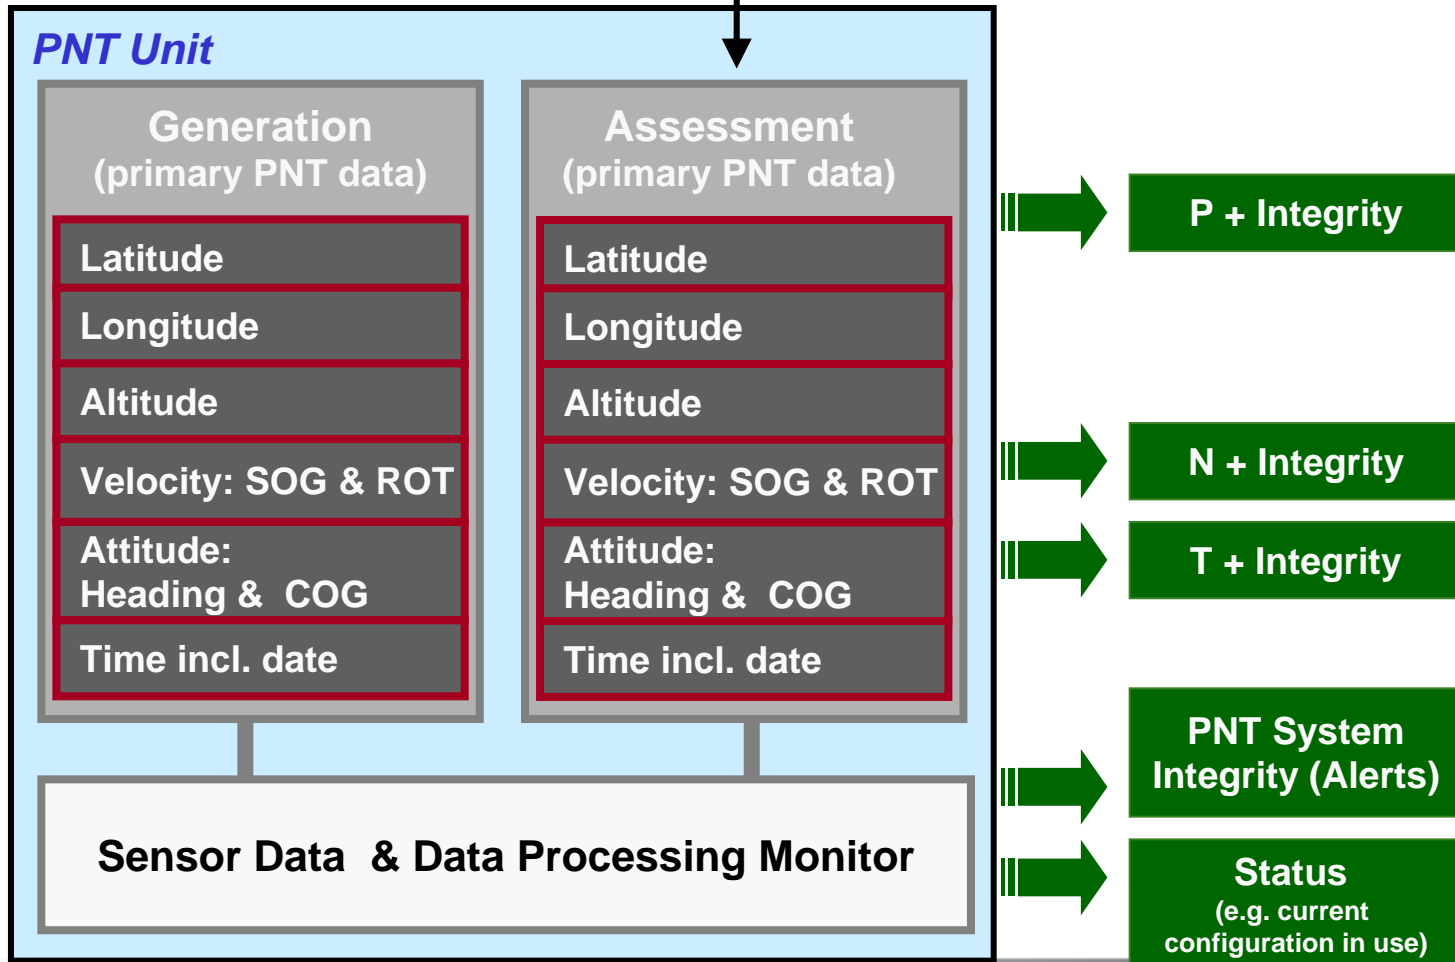 PNT Unit
Generation
(primary PNT data)
Latitude
Longitude
Altitude
Velocity: SOG & ROT
Attitude:
Heading &  COG
Time incl. date
Assessment
(primary PNT data)
Latitude
Longitude
Altitude
Velocity: SOG & ROT
Attitude:
Heading &  COG
Time incl. date
Sensor Data  & Data Processing Monitor
P + Integrity
N + Integrity
T + Integrity
PNT System
Integrity (Alerts)
Status
(e.g. current
configuration in use)